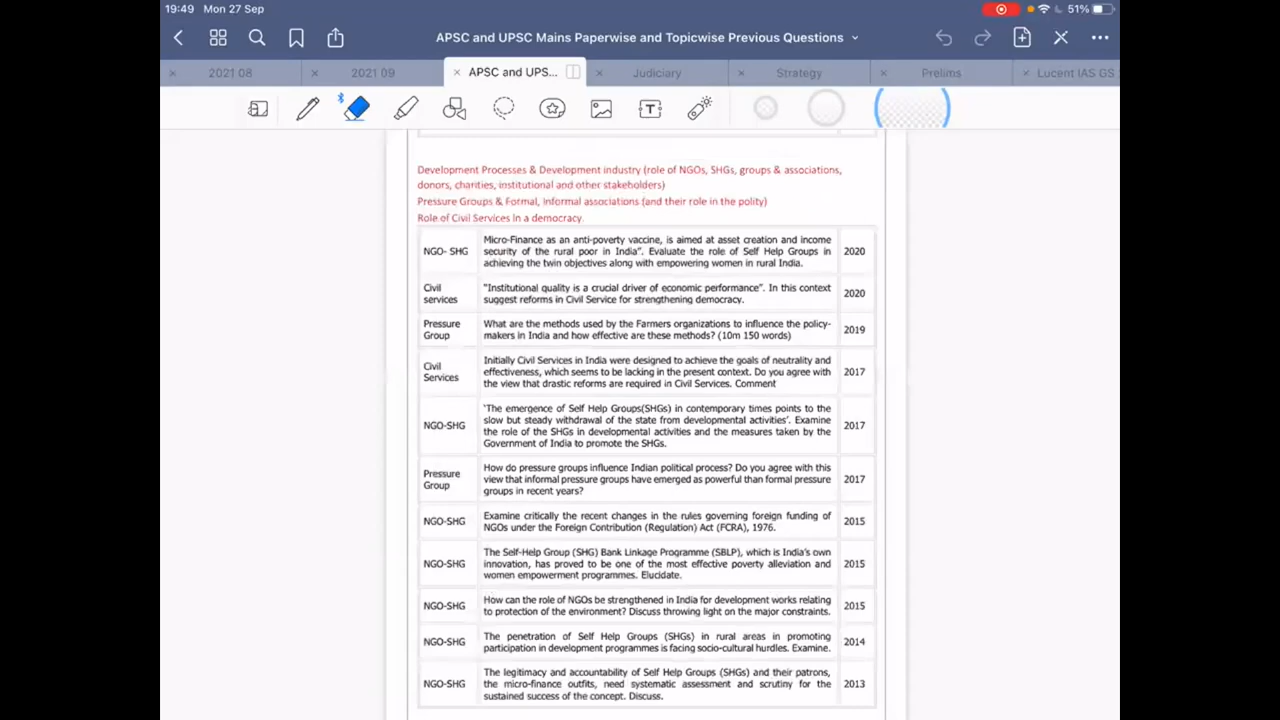 19:49 Mon 27 Sep
51%
APSC and UPSC Mains Paperwise and Topicwise Previous Questions
2021 08
2021 09
APSC and UPS...
Judiciary
Strategy
Prelims
Lucent IAS GS
Development Processes & Development industry (role of NGOs, SHGs, groups & associations,
donors, charities, institutional and other stakeholders)
Pressure Groups & Formal, Informal associations (and their role in the polity)
Role of Civil Services in a democracy.
NGO- SHG
Micro-Finance as an anti-poverty vaccine, is aimed at asset creation and income
security of the rural poor in India". Evaluate the role of Self Help Groups in
achieving the twin objectives along with empowering women in rural India.
2020
Civil
services
"Institutional quality is a crucial driver of economic performance". In this context
suggest reforms in Civil Service for strengthening democracy.
2020
Pressure
Group
What are the methods used by the Farmers organizations to influence the policy-
makers in India and how effective are these methods? (10m 150 words)
2019
Civil
Services
Initially Civil Services in India were designed to achieve the goals of neutrality and
effectiveness, which seems to be lacking in the present context. Do you agree with
the view that drastic reforms are required in Civil Services. Comment
2017
NGO-SHG
'The emergence of Self Help Groups(SHGs) in contemporary times points to the
slow but steady withdrawal of the state from developmental activities'. Examine
the role of the SHGs in developmental activities and the measures taken by the
Government of India to promote the SHGs.
2017
Pressure
Group
How do pressure groups influence Indian political process? Do you agree with this
view that informal pressure groups have emerged as powerful than formal pressure
groups in recent years?
2017
NGO-SHG
Examine critically the recent changes in the rules governing foreign funding of
NGOs under the Foreign Contribution (Regulation) Act (FCRA), 1976.
2015
NGO-SHG
The Self-Help Group (SHG) Bank Linkage Programme (SBLP), which is India's own
innovation, has proved to be one of the most effective poverty alleviation and
women empowerment programmes. Elucidate.
2015
NGO-SHG
How can the role of NGOs be strengthened in India for development works relating
to protection of the environment? Discuss throwing light on the major constraints.
2015
NGO-SHG
The penetration of Self Help Groups (SHGs) in rural areas in promoting
participation in development programmes is facing socio-cultural hurdles. Examine.
2014
NGO-SHG
The legitimacy and accountability of Self Help Groups (SHGs) and their patrons,
the micro-finance outfits, need systematic assessment and scrutiny for the
sustained success of the concept. Discuss.
2013